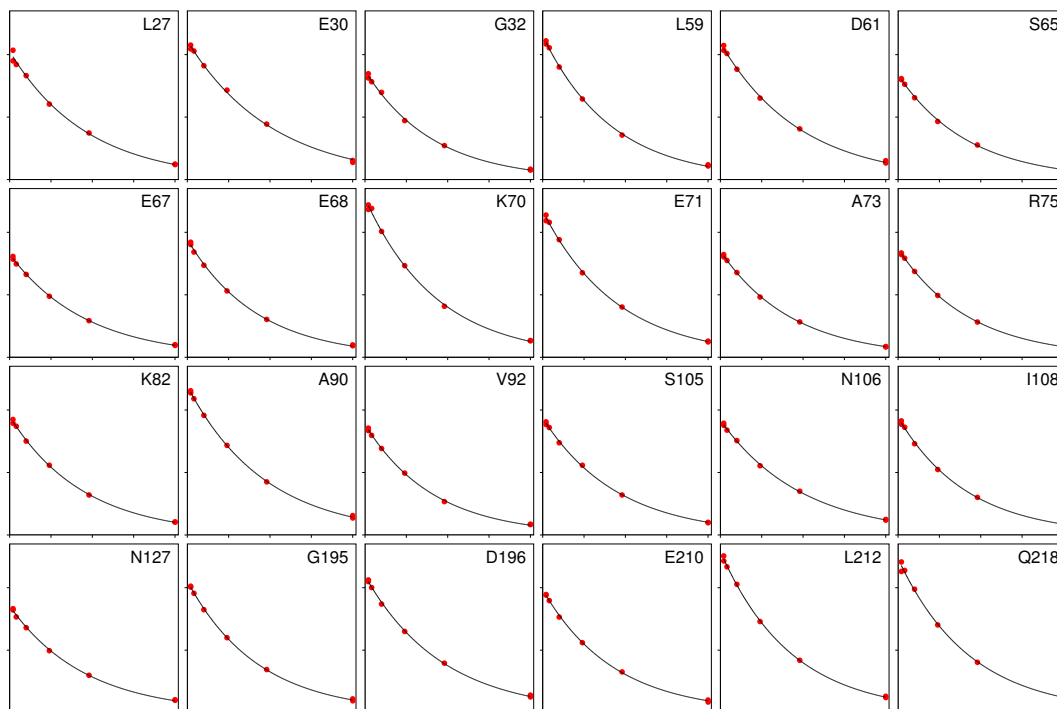 L27 E30 G32 L59 D61 S65
E67 E68 K70 E71 A73 R75
K82 A90 V92 S105 N106 I108
N127 G195 D196 E210 L212 Q218